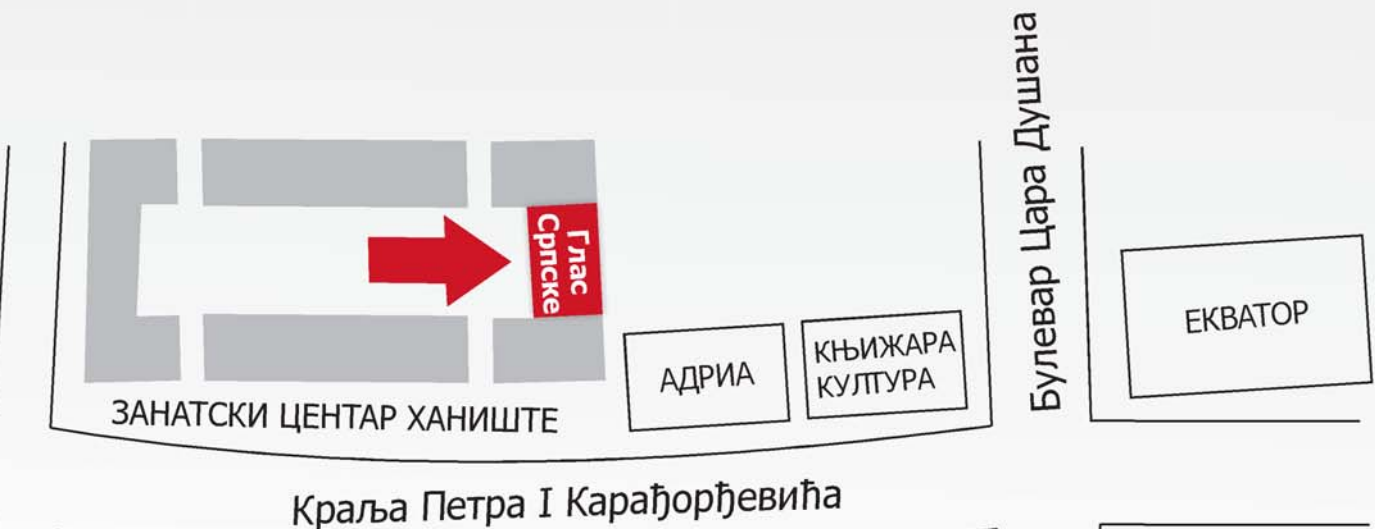 Булевар Цара Душана
Глас
Српске
АДРИА
КЊИЖАРА
КУЛТУРА
ЕКВАТОР
ЗАНАТСКИ ЦЕНТАР ХАНИШТЕ
Краља Петра I Карађорђевића